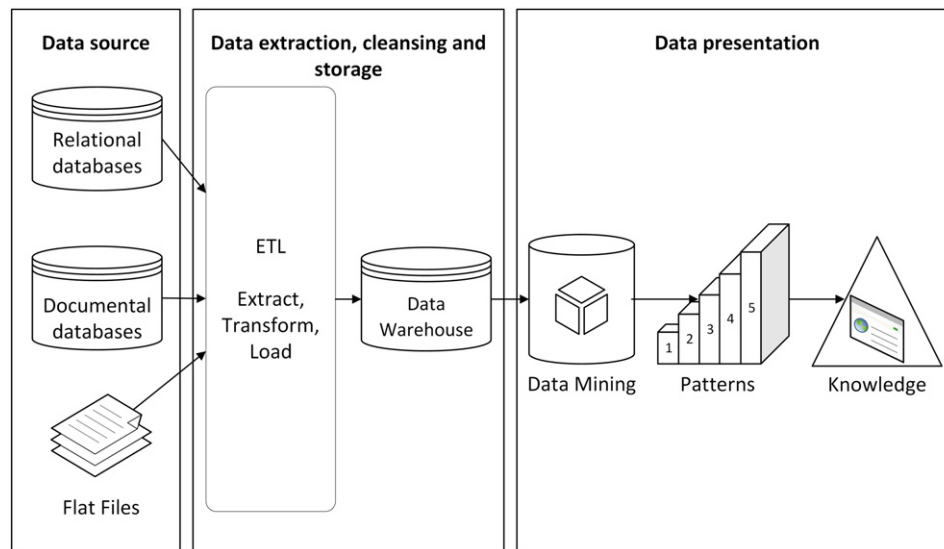 Data source
Relational
databases
Documental
databases
Flat Files
Data extraction, cleansing and
storage
ETL
Extract,
Transform,
Load
Data
Warehouse
Data presentation
Data Mining
1
2
3
4
5
Patterns
Knowledge